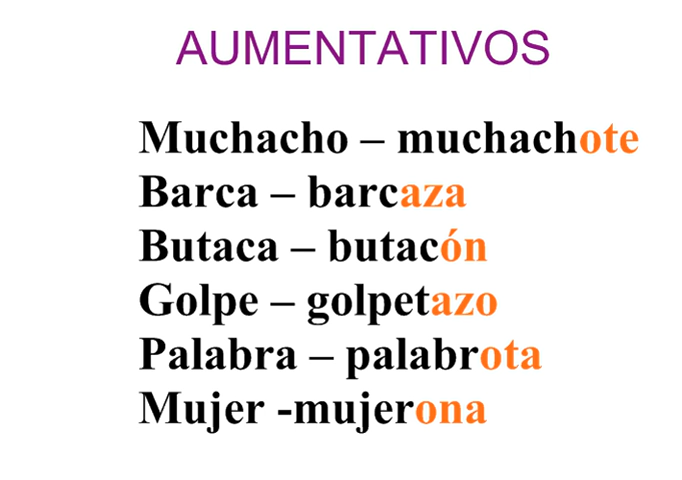 AUMENTATIVOS
Muchacho – muchachote
Barca – barcaza
Butaca – butacón
Golpe – golpetazo
Palabra – palabrota
Mujer -mujerona